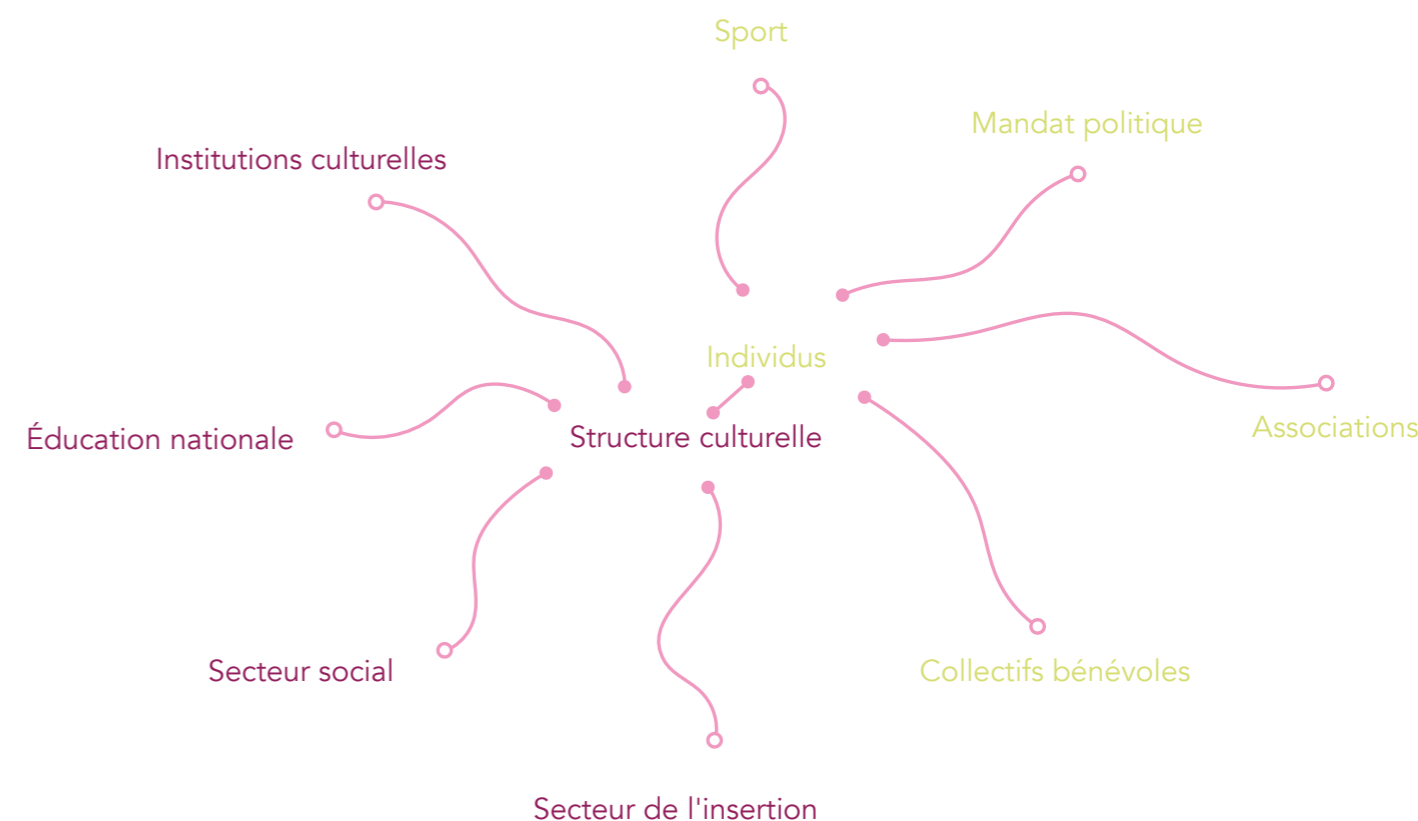 Sport
Mandat politique
Institutions culturelles
Individus
Associations
Structure culturelle
Éducation nationale
Secteur social
Collectifs bénévoles
Secteur de l'insertion